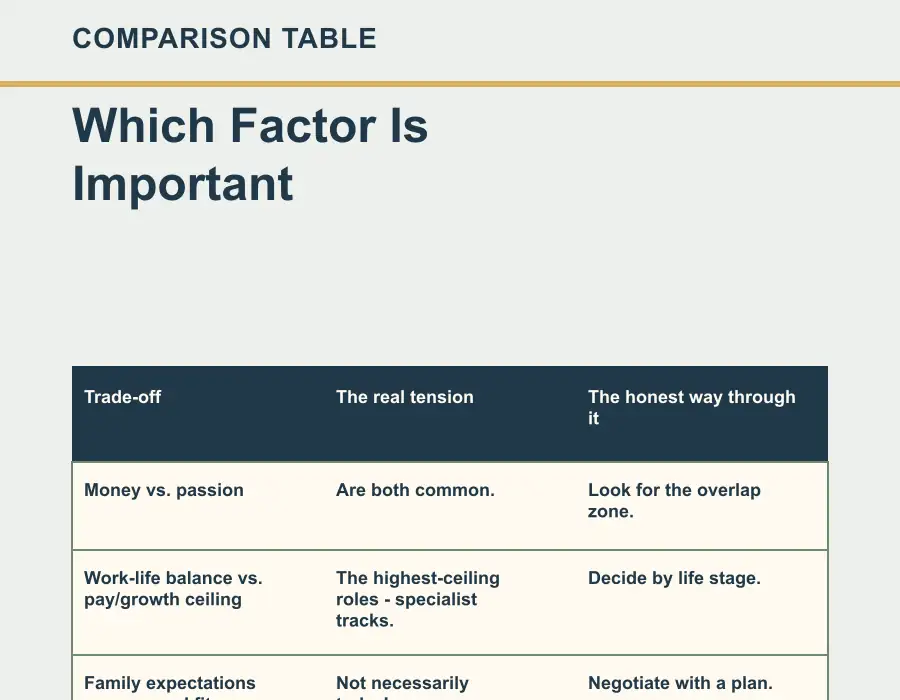 COMPARISON TABLE
Which Factor Is
Important
Trade-off
The real tension
The honest way through
it
Money vs. passion
Are both common.
Look for the overlap
zone.
Work-life balance vs.
pay/growth ceiling
The highest-ceiling
roles - specialist
tracks.
Decide by life stage.
Family expectations
Not necessarily
Negotiate with a plan.